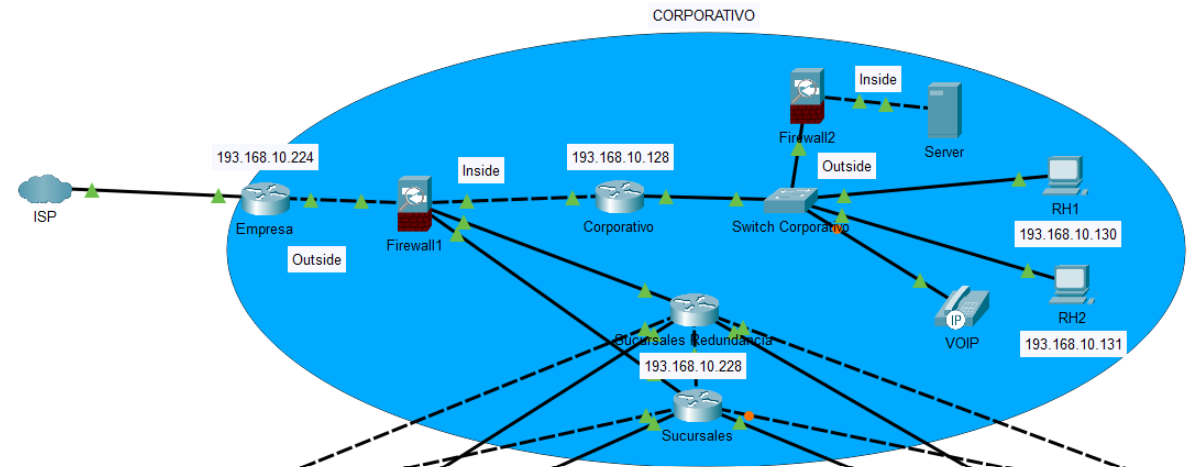 CORPORATIVO
Inside
Firewall2
Server
193.168.10.224
Inside
193.168.10.128
Outside
ISP
Empresa
Outside
Firewall1
Corporativo
Switch Corporativo
RH1
193.168.10.130
IP
VOIP
RH2
193.168.10.131
Sucursales Redundancia
193.168.10.228
Sucursales